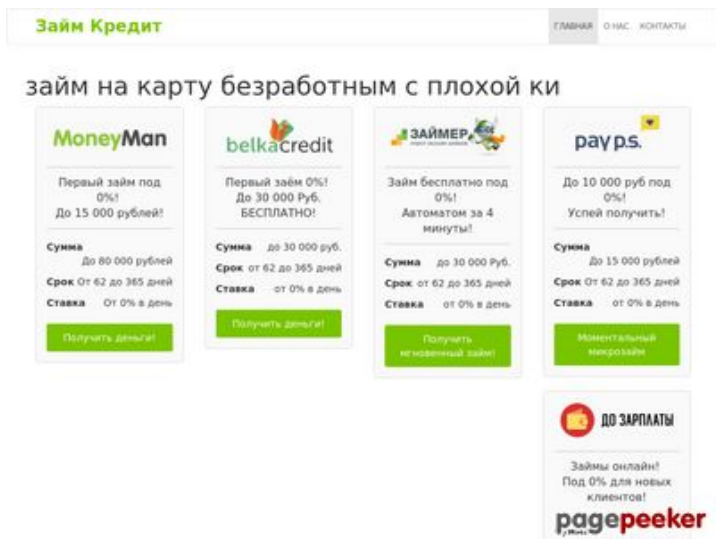 Займ Кредит
ГЛАВНАЯ О НАС. КОНТАКТЫ
займ на карту безработным с плохой ки
MoneyMan
Первый займ под
0%!
До 15 000 рублей!
Сумма
До 80 000 рублей
Срок От 62 до 365 дней
Ставка От 0% в день
Получить деньги!
belkacredit
Первый заём 0%!
До 30 000 Руб.
БЕСПЛАТНО!
Сумма до 30 000 руб.
Срок от 62 до 365 дней
Ставка от 0% в день
Получить деньги!
ЗАЙМЕР
Займ бесплатно под
0%!
Автоматом за 4
минуты!
Сумма до 30 000 Руб.
Срок от 62 до 365 дней
Ставка от 0% в день
Получить
мгновенный займ!
pay p.s.
До 10 000 руб под
0%!
Успей получить!
Сумма
До 15 000 рублей
Срок От 62 до 365 дней
Ставка от 0% в день
Моментальный
микрозайм
ДО ЗАРПЛАТЫ
Займы онлайн!
Под 0% для новых
клиентов!
pagepeeker